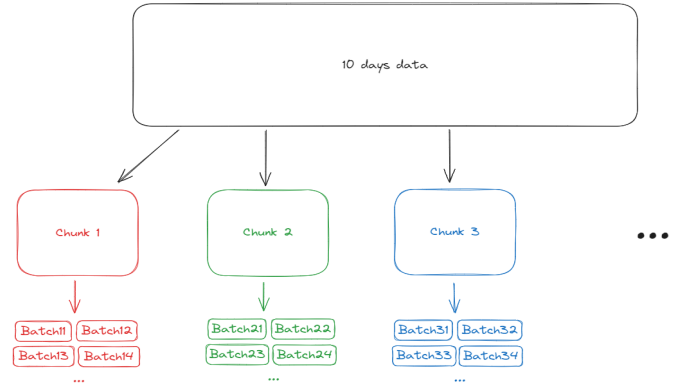 10 days data
Chunk 1
Chunk 2
Chunk 3
...
Batch11 Batch12
Batch21 Batch22
Batch31 Batch32
Batch13 Batch14
Batch23 Batch24
Batch33 Batch34
...
...
...